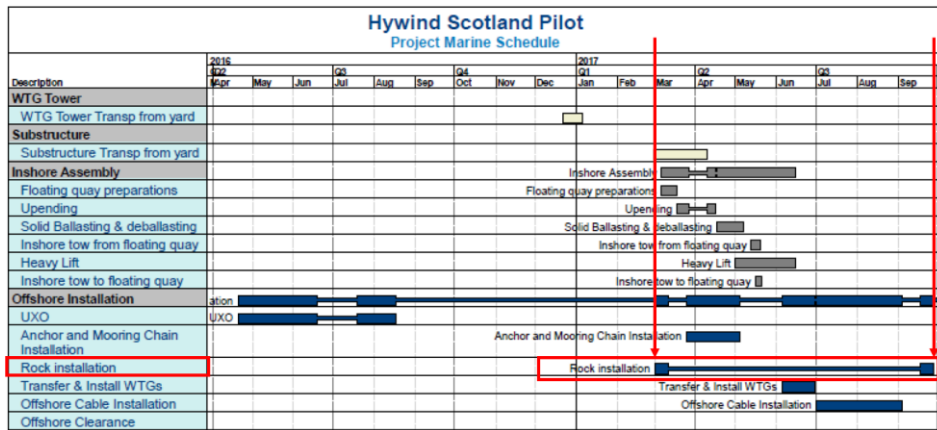 Hywind Scotland Pilot
Project Marine Schedule
2016 2017
Q2 Q3 Q4 Q1 Q2 Q3
Description Apr May Jun Jul Aug Sep Oct Nov Dec Jan Feb Mar Apr May Jun Jul Aug Sep
WTG Tower
WTG Tower Transp from yard
Substructure
Substructure Transp from yard
Inshore Assembly Inshore Assembly
Floating quay preparations Floating quay preparations
Upending Upending
Solid Ballasting & deballasting Solid Ballasting & deballasting
Inshore tow from floating quay Inshore tow from floating quay
Heavy Lift Heavy Lift
Inshore tow to floating quay Inshore tow to floating quay
Offshore Installation ation
UXO UXO
Anchor and Mooring Chain Anchor and Mooring Chain Installation
Installation
Rock installation Rock installation
Transfer & Install WTGs Transfer & Install WTGs
Offshore Cable Installation Offshore Cable Installation
Offshore Clearance